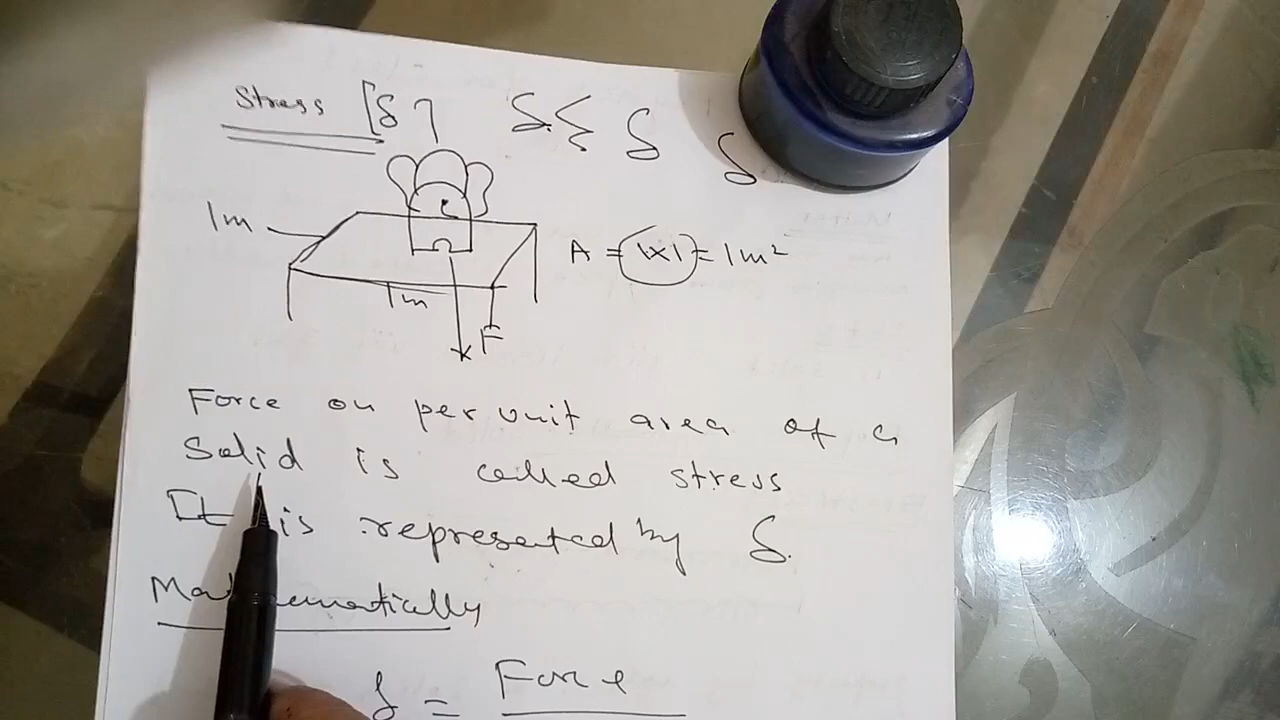 Stress [δ]   δ.{   δ   δ
1m
A = 1x1 = 1m²
1m
F
Force on per unit area of a
Solid is called stress
It is represented by δ.
Mathematically
δ = Force